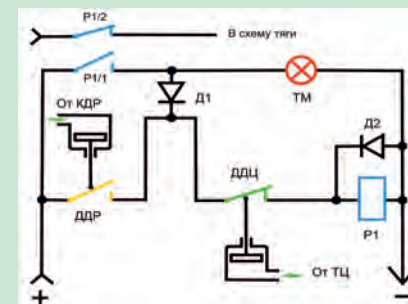 Р1/2
В схему тяги
Р1/1
От КДР
Д1
ТМ
Д2
ДДР
ДДЦ
Р1
От ТЦ
+
−